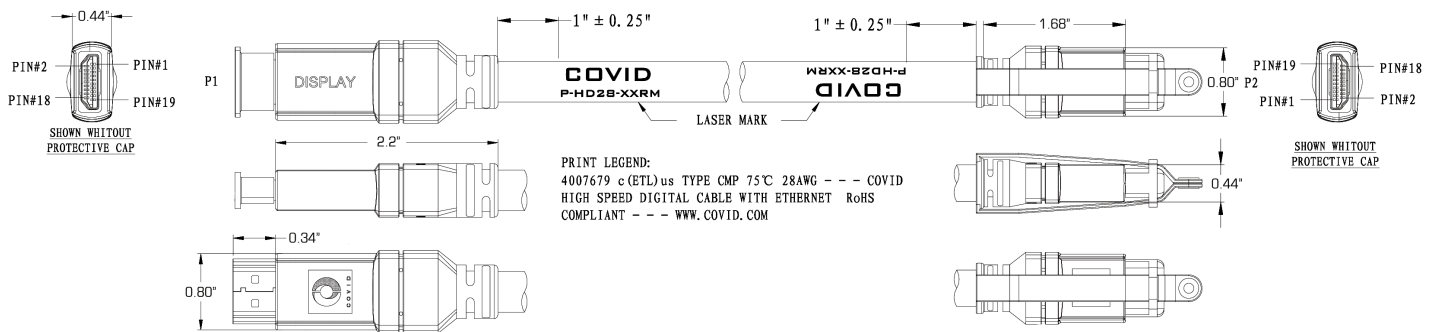 0.44"
PIN#2
PIN#1
PIN#18
PIN#19
SHOWN WHITOUT
PROTECTIVE CAP
P1
DISPLAY
1" ± 0.25"
COVID
P-HD28-XXRM
LASER MARK
1" ± 0.25"
COVID
P-HD28-XXRM
1.68"
0.80"
P2
PIN#19
PIN#18
PIN#1
PIN#2
SHOWN WHITOUT
PROTECTIVE CAP
2.2"
PRINT LEGEND:
4007679 c(ETL)us TYPE CMP 75℃ 28AWG - - - COVID
HIGH SPEED DIGITAL CABLE WITH ETHERNET RoHS
COMPLIANT - - - WWW.COVID.COM
0.44"
0.34"
0.80"
COVID